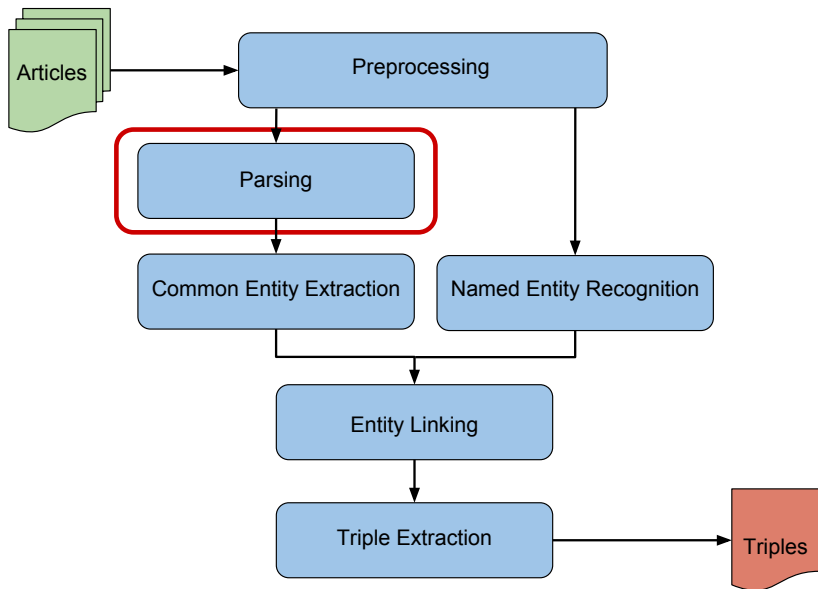 Articles
Preprocessing
Parsing
Common Entity Extraction
Named Entity Recognition
Entity Linking
Triple Extraction
Triples